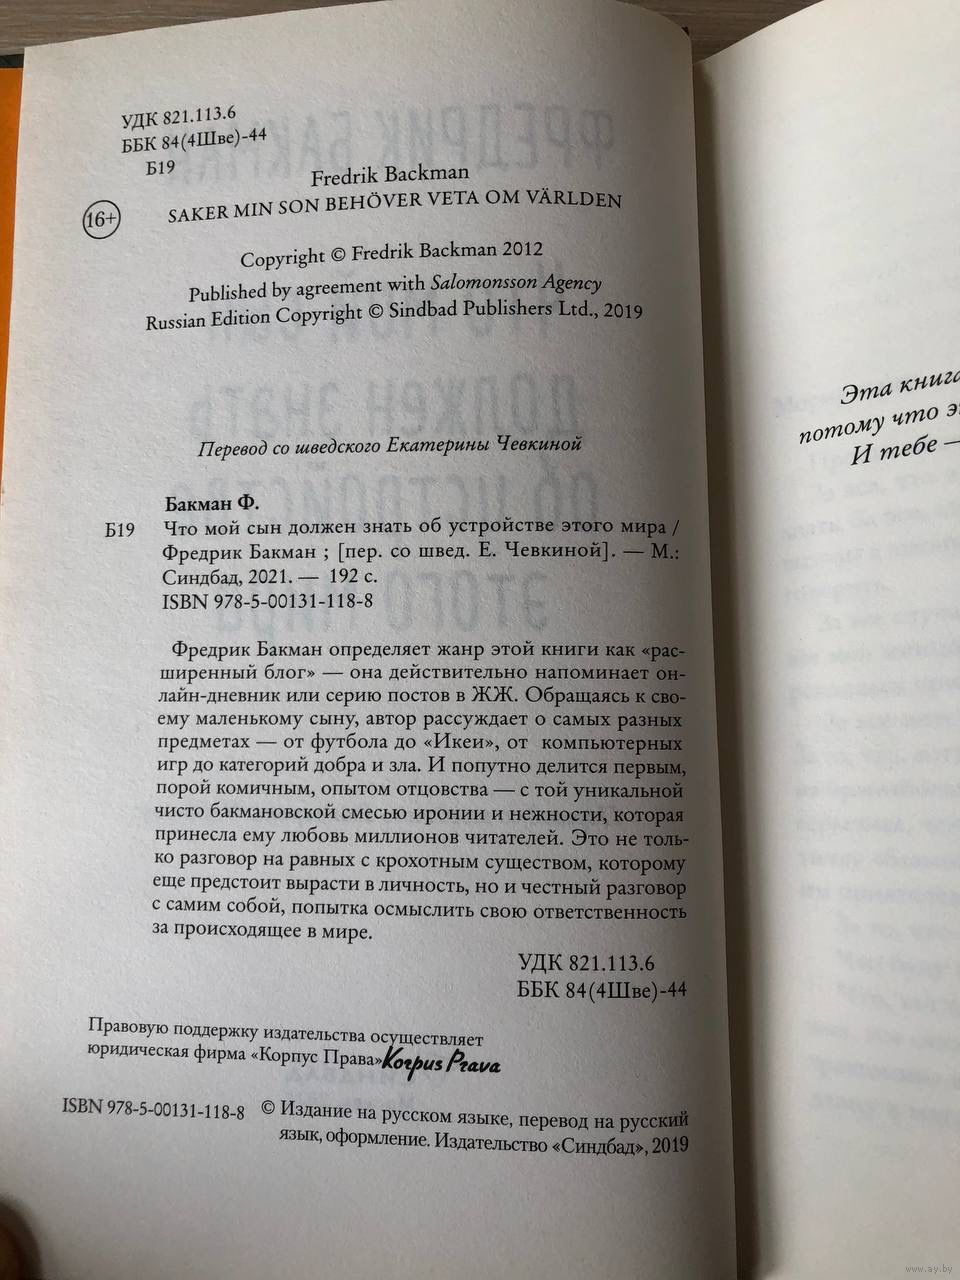 УДК 821.113.6
ББК 84(4Шве)-44
Б19
Fredrik Backman
16+
SAKER MIN SON BEHÖVER VETA OM VÄRLDEN
Copyright © Fredrik Backman 2012
Published by agreement with Salomonsson Agency
Russian Edition Copyright © Sindbad Publishers Ltd., 2019
Перевод со шведского Екатерины Чевкиной
Бакман Ф.
Б19 Что мой сын должен знать об устройстве этого мира /
Фредрик Бакман ; [пер. со швед. Е. Чевкиной]. — М.:
Синдбад, 2021. — 192 с.
ISBN 978-5-00131-118-8
Фредрик Бакман определяет жанр этой книги как «рас-
ширенный блог» — она действительно напоминает он-
лайн-дневник или серию постов в ЖЖ. Обращаясь к сво-
ему маленькому сыну, автор рассуждает о самых разных
предметах — от футбола до «Икеи», от компьютерных
игр до категорий добра и зла. И попутно делится первым,
порой комичным, опытом отцовства — с той уникальной
чисто бакмановской смесью иронии и нежности, которая
принесла ему любовь миллионов читателей. Это не толь-
ко разговор на равных с крохотным существом, которому
еще предстоит вырасти в личность, но и честный разговор
с самим собой, попытка осмыслить свою ответственность
за происходящее в мире.
УДК 821.113.6
ББК 84(4Шве)-44
Правовую поддержку издательства осуществляет
юридическая фирма «Корпус Права» Korpus Prava
ISBN 978-5-00131-118-8 © Издание на русском языке, перевод на русский
язык, оформление. Издательство «Синдбад», 2019
Эта книга
потому что
И тебе —
www.ay.by